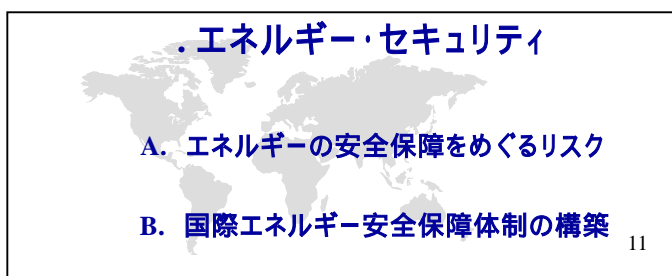 ．エネルギー・セキュリティ
A. エネルギーの安全保障をめぐるリスク
B. 国際エネルギー安全保障体制の構築
11